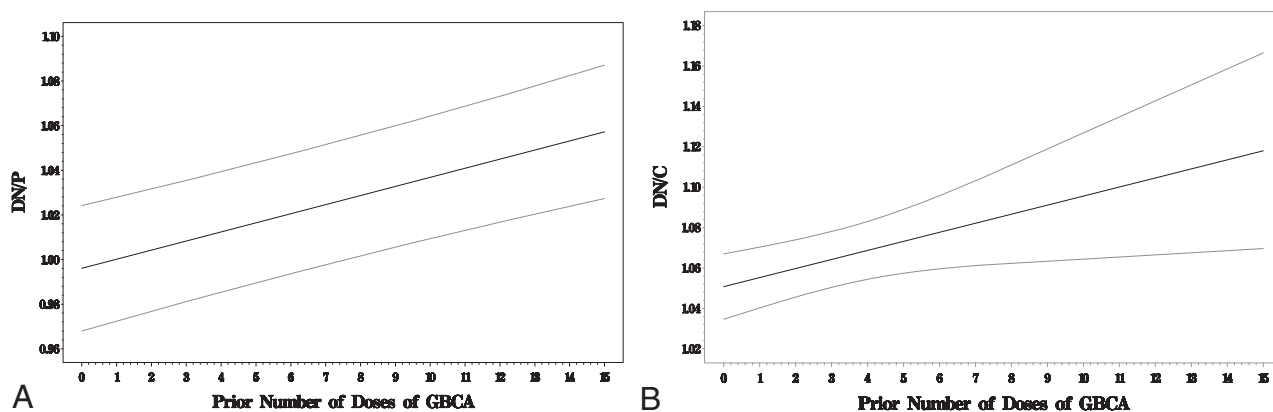 1.10
1.08
1.06
1.04
1.02
1.00
0.98
0.96
DN/P
0 1 2 3 4 5 6 7 8 9 10 11 12 13 14 15
Prior Number of Doses of GBCA
A
1.18
1.16
1.14
1.12
1.10
1.08
1.06
1.04
1.02
DN/C
0 1 2 3 4 5 6 7 8 9 10 11 12 13 14 15
Prior Number of Doses of GBCA
B